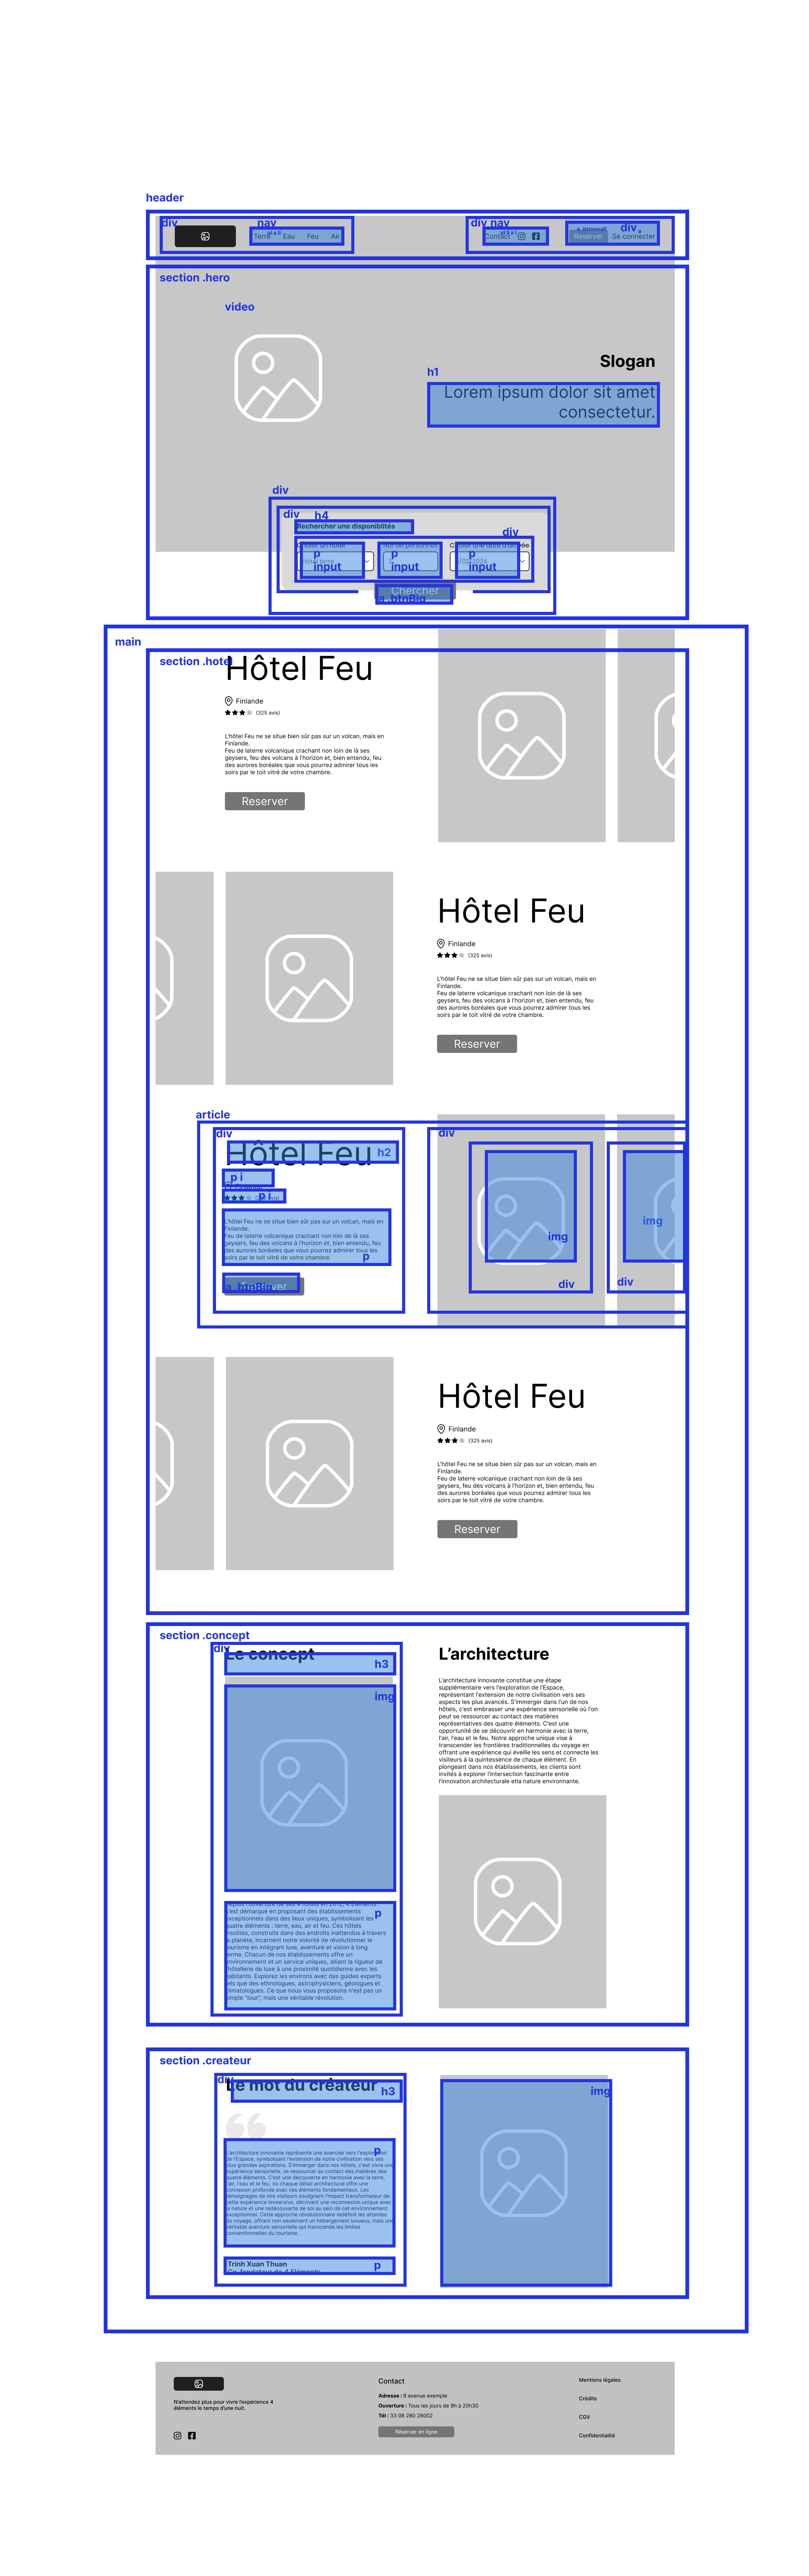 header
div
nav
Terre
Eau
Feu
Air
div nav
Contact
a .btnsmall
div
a
Reserver
Se connecter
section .hero
video
Slogan
h1
Lorem ipsum dolor sit amet
consectetur.
div
div
h4
Rechercher une disponiblités
div
p
input
p
input
p
input
Chercher
a .btnBig
main
section .hotel
Hôtel Feu
Finlande
(325 avis)
L'hôtel Feu ne se situe bien sûr pas sur un volcan, mais en
Finlande.
Feu de laterre volcanique crachant non loin de là ses
geysers, feu des volcans à l'horizon et, bien entendu, feu
des aurores boréales que vous pourrez admirer tous les
soirs par le toit vitré de votre chambre.
Reserver
Hôtel Feu
Finlande
(325 avis)
L'hôtel Feu ne se situe bien sûr pas sur un volcan, mais en
Finlande.
Feu de laterre volcanique crachant non loin de là ses
geysers, feu des volcans à l'horizon et, bien entendu, feu
des aurores boréales que vous pourrez admirer tous les
soirs par le toit vitré de votre chambre.
Reserver
article
div
Hôtel Feu
h2
p i
p i
L'hôtel Feu ne se situe bien sûr pas sur un volcan, mais en
Finlande.
Feu de laterre volcanique crachant non loin de là ses
geysers, feu des volcans à l'horizon et, bien entendu, feu
des aurores boréales que vous pourrez admirer tous les
soirs par le toit vitré de votre chambre.
p
a .btnBig
div
img
div
img
div
Hôtel Feu
Finlande
(325 avis)
L'hôtel Feu ne se situe bien sûr pas sur un volcan, mais en
Finlande.
Feu de laterre volcanique crachant non loin de là ses
geysers, feu des volcans à l'horizon et, bien entendu, feu
des aurores boréales que vous pourrez admirer tous les
soirs par le toit vitré de votre chambre.
Reserver
section .concept
div
Le concept
h3
img
Depuis l'ouverture de ses 4 hôtels en 2012, 4 Éléments
s'est démarqué en proposant des établissements
exceptionnels dans des lieux uniques, symbolisant les
quatre éléments : terre, eau, air et feu. Ces hôtels
insolites, construits dans des endroits inattendus à travers
la planète, incarnent notre volonté de révolutionner le
tourisme en intégrant luxe, aventure et vision à long
terme. Chacun de nos établissements offre un
environnement et un service uniques, alliant la rigueur de
l'hôtellerie de luxe à une proximité quotidienne avec les
habitants. Explorez les environs avec des guides experts
tels que des ethnologues, astrophysiciens, géologues et
climatologues. Ce que nous vous proposons n'est pas un
simple "tour", mais une véritable révolution.
p
L'architecture
L'architecture innovante constitue une étape
supplémentaire vers l'exploration de l'Espace,
représentant l'extension de notre civilisation vers ses
aspects les plus avancés. S'immerger dans l'un de nos
hôtels, c'est embrasser une expérience sensorielle où l'on
peut se ressourcer au contact des matières
représentatives des quatre éléments. C'est une
opportunité de se découvrir en harmonie avec la terre,
l'air, l'eau et le feu. Notre approche unique vise à
transcender les frontières traditionnelles du voyage en
offrant une expérience qui éveille les sens et connecte les
visiteurs à la quintessence de chaque élément. En
plongeant dans nos établissements, les clients sont
invités à explorer l'intersection fascinante entre
l'innovation architecturale etla nature environnante.
section .createur
div
Le mot du créateur
h3
L'architecture innovante représente une avancée vers l'exploration
de l'Espace, symbolisant l'extension de notre civilisation vers ses
plus grandes aspirations. S'immerger dans nos hôtels, c'est vivre une
expérience sensorielle, se ressourcer au contact des matières des
quatre éléments. C'est une découverte en harmonie avec la terre,
l'air, l'eau et le feu, où chaque détail architectural offre une
connexion profonde avec ces éléments fondamentaux. Les
témoignages de nos visiteurs soulignent l'impact transformateur de
cette expérience immersive, décrivant une reconnexion unique avec
la nature et une redécouverte de soi au sein de cet environnement
exceptionnel. Cette approche révolutionnaire redéfinit les attentes
du voyage, offrant non seulement un hébergement luxueux, mais une
véritable aventure sensorielle qui transcende les limites
conventionnelles du tourisme.
p
Trinh Xuan Thuan
Co-fondateur de 4 Eléments
p
img
N'attendez plus pour vivre l'expérience 4
éléments le temps d'une nuit.
Contact
Adresse : 8 avenue exemple
Ouverture : Tous les jours de 9h à 20h30
Tél : 33 08 280 28002
Réserver en ligne
Mentions légales
Crédits
CGV
Confidentialité